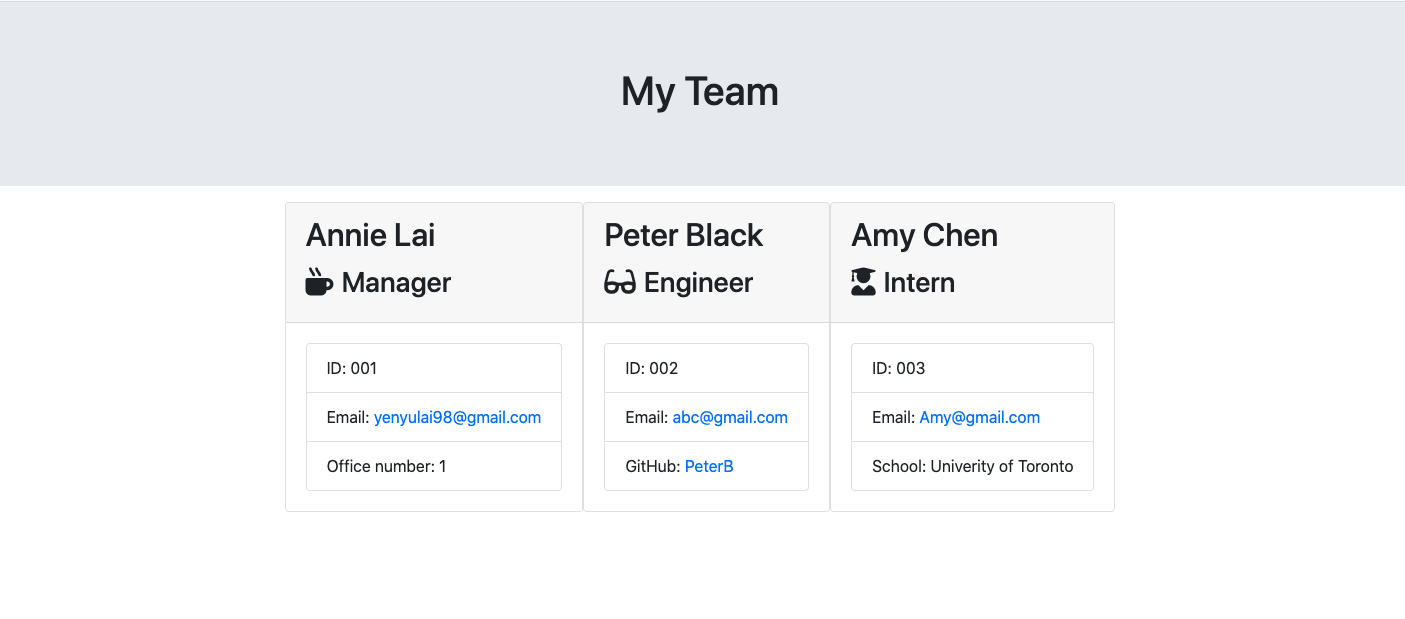 My Team
Annie Lai
Manager
ID: 001
Email: yenyulai98@gmail.com
Office number: 1
Peter Black
Engineer
ID: 002
Email: abc@gmail.com
GitHub: PeterB
Amy Chen
Intern
ID: 003
Email: Amy@gmail.com
School: Univerity of Toronto